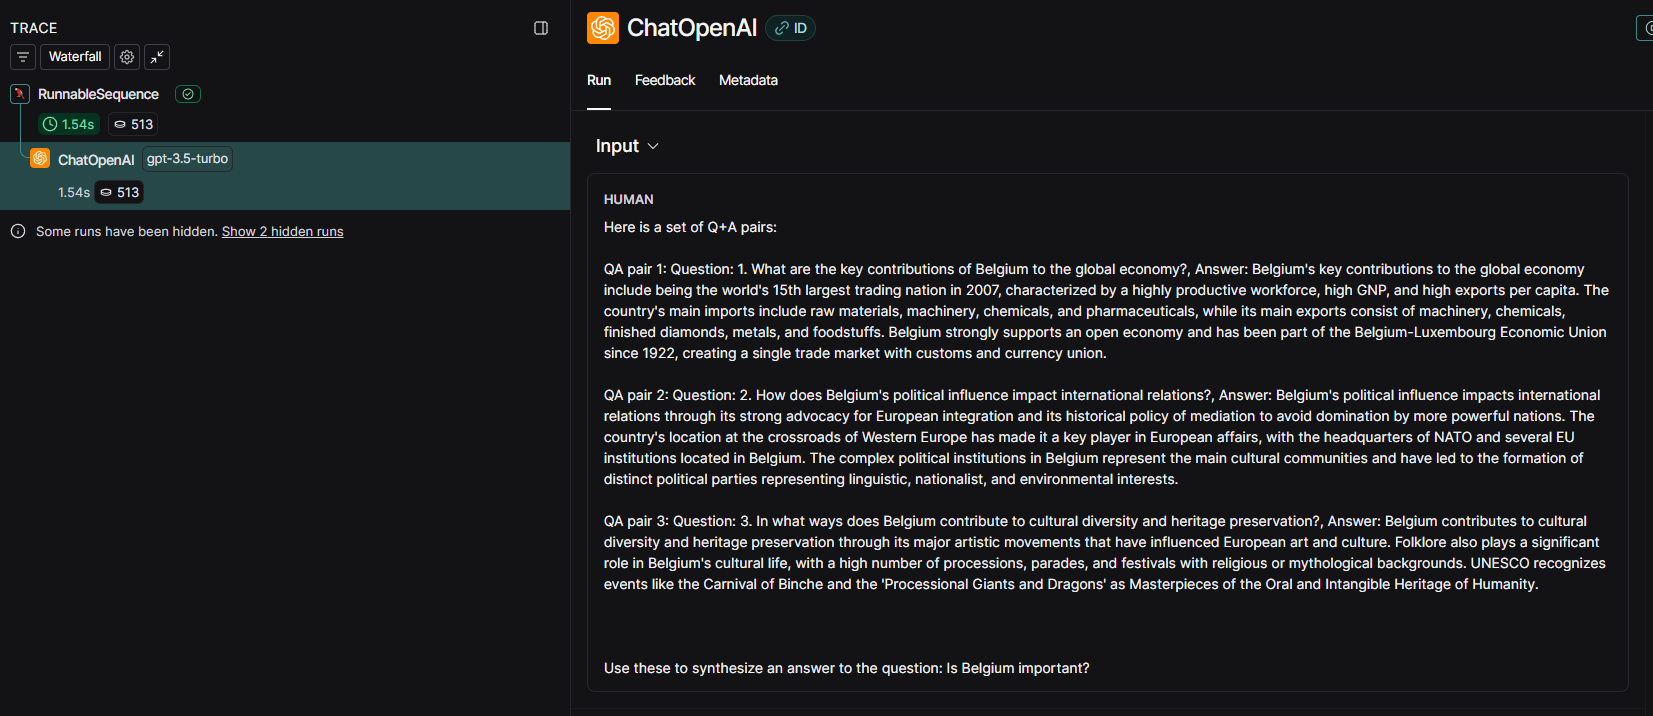 TRACE
Waterfall
RunnableSequence
1.54s 513
ChatOpenAI gpt-3.5-turbo
1.54s 513
Some runs have been hidden. Show 2 hidden runs
ChatOpenAI ID
Run Feedback Metadata
Input
HUMAN
Here is a set of Q+A pairs:
QA pair 1: Question: 1. What are the key contributions of Belgium to the global economy?, Answer: Belgium's key contributions to the global economy
include being the world's 15th largest trading nation in 2007, characterized by a highly productive workforce, high GNP, and high exports per capita. The
country's main imports include raw materials, machinery, chemicals, and pharmaceuticals, while its main exports consist of machinery, chemicals,
finished diamonds, metals, and foodstuffs. Belgium strongly supports an open economy and has been part of the Belgium-Luxembourg Economic Union
since 1922, creating a single trade market with customs and currency union.
QA pair 2: Question: 2. How does Belgium's political influence impact international relations?, Answer: Belgium's political influence impacts international
relations through its strong advocacy for European integration and its historical policy of mediation to avoid domination by more powerful nations. The
country's location at the crossroads of Western Europe has made it a key player in European affairs, with the headquarters of NATO and several EU
institutions located in Belgium. The complex political institutions in Belgium represent the main cultural communities and have led to the formation of
distinct political parties representing linguistic, nationalist, and environmental interests.
QA pair 3: Question: 3. In what ways does Belgium contribute to cultural diversity and heritage preservation?, Answer: Belgium contributes to cultural
diversity and heritage preservation through its major artistic movements that have influenced European art and culture. Folklore also plays a significant
role in Belgium's cultural life, with a high number of processions, parades, and festivals with religious or mythological backgrounds. UNESCO recognizes
events like the Carnival of Binche and the 'Processional Giants and Dragons' as Masterpieces of the Oral and Intangible Heritage of Humanity.
Use these to synthesize an answer to the question: Is Belgium important?